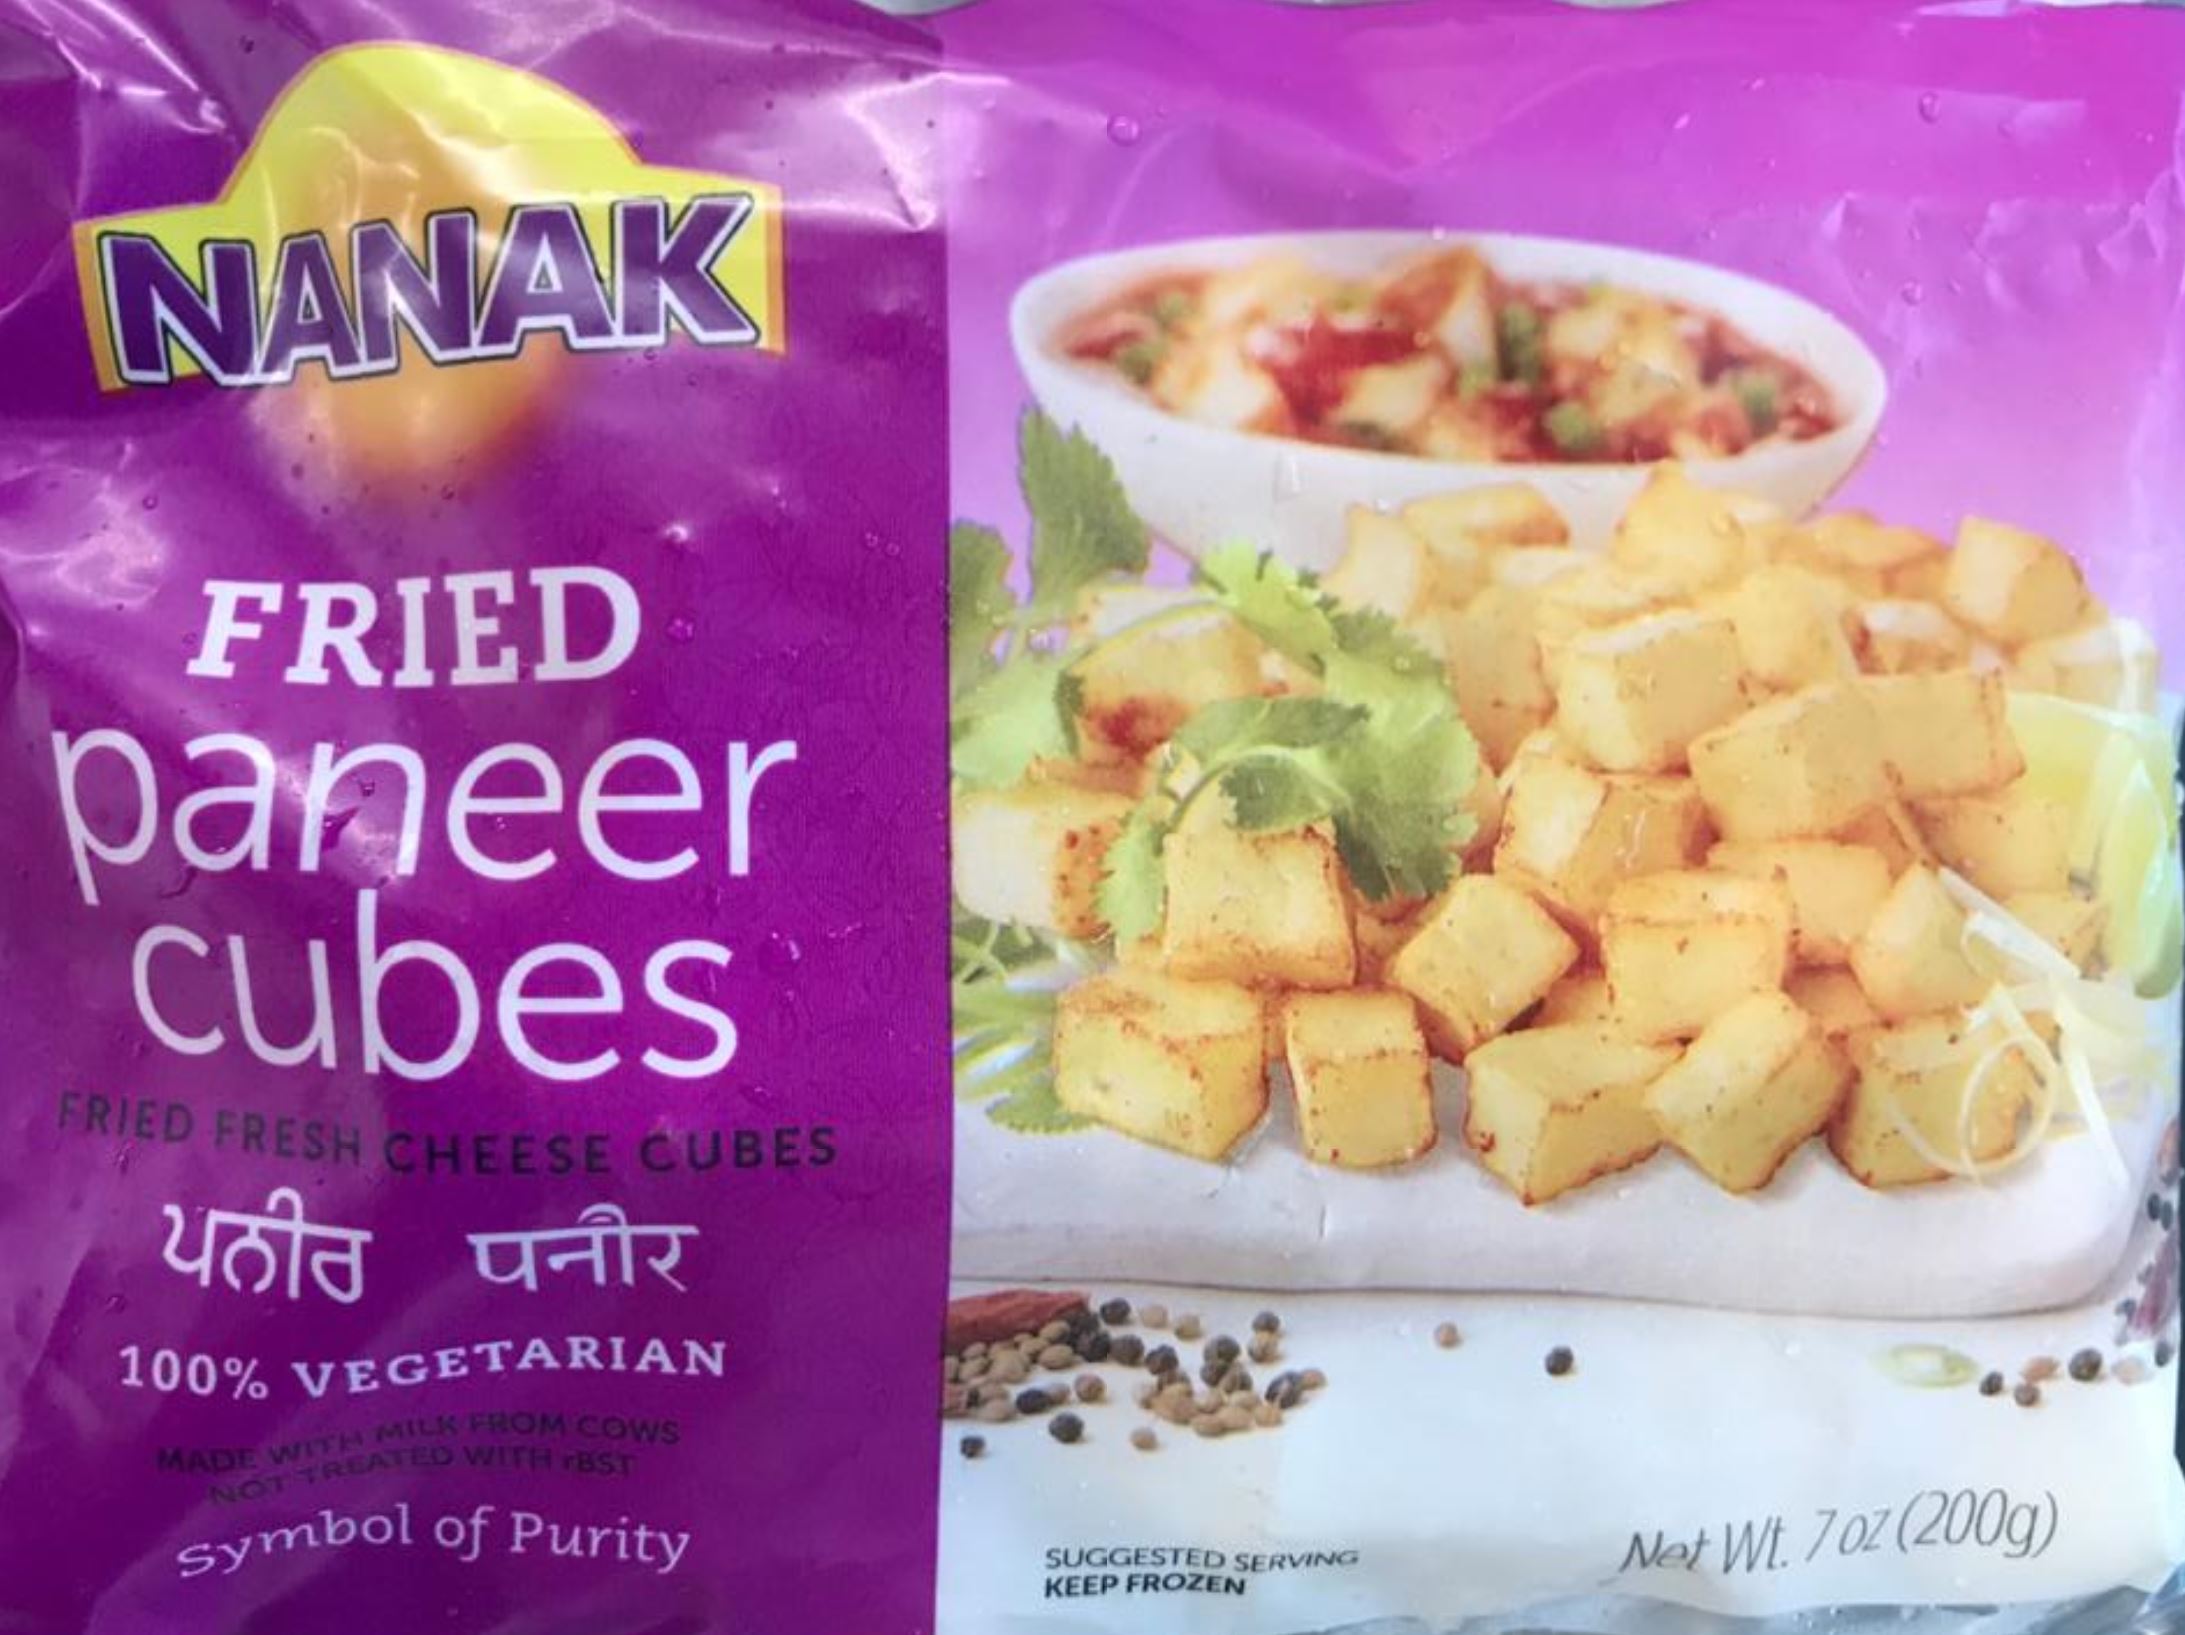 NANAK
FRIED
paneer
cubes
FRIED FRESH CHEESE CUBES
ਪਨੀਰ पनीर
100% VEGETARIAN
MADE WITH MILK FROM COWS
NOT TREATED WITH rBST
Symbol of Purity
SUGGESTED SERVING
KEEP FROZEN
Net Wt. 7 oz (200g)